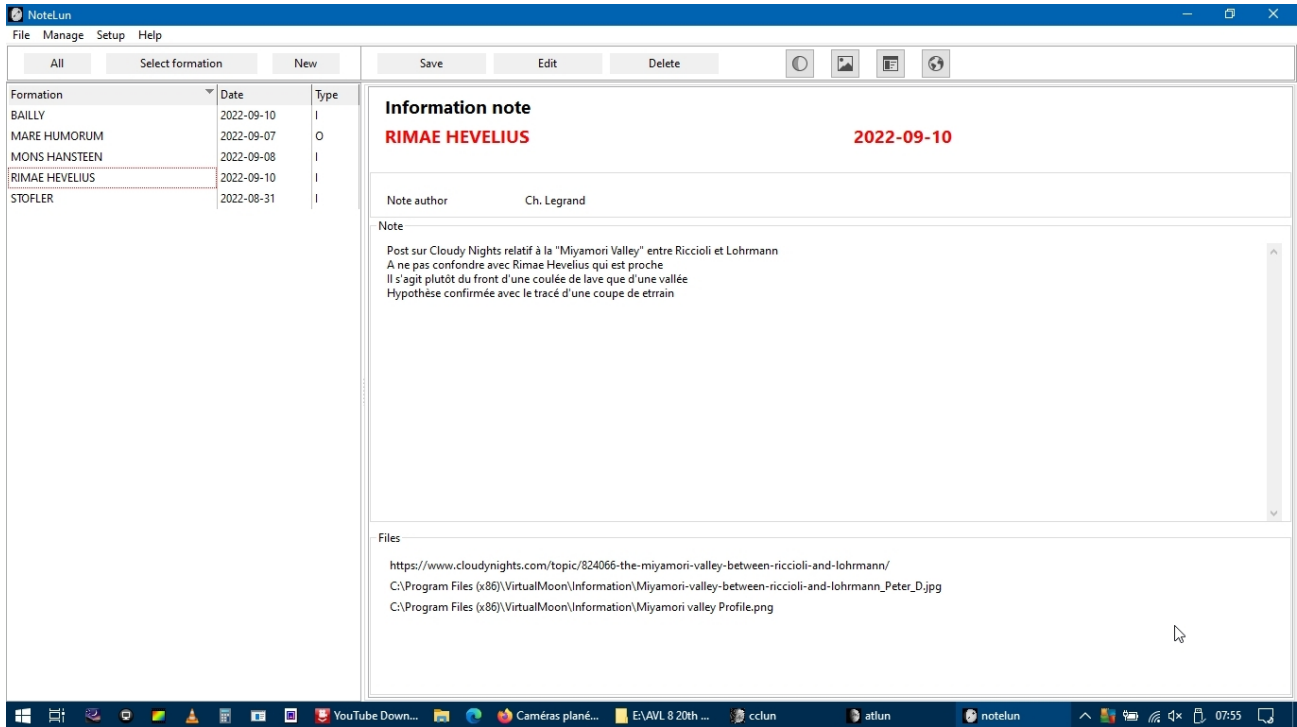 NoteLun
File Manage Setup Help
All Select formation New Save Edit Delete
Formation Date Type
BAILLY 2022-09-10 I
MARE HUMORUM 2022-09-07 O
MONS HANSTEEN 2022-09-08 I
RIMAE HEVELIUS 2022-09-10 I
STOFLER 2022-08-31 I
Information note
RIMAE HEVELIUS 2022-09-10
Note author Ch. Legrand
Note
Post sur Cloudy Nights relatif à la "Miyamori Valley" entre Riccioli et Lohrmann
A ne pas confondre avec Rimae Hevelius qui est proche
Il s'agit plutôt du front d'une coulée de lave que d'une vallée
Hypothèse confirmée avec le tracé d'une coupe de etrrain
Files
https://www.cloudynights.com/topic/824066-the-miyamori-valley-between-riccioli-and-lohrmann/
C:\Program Files (x86)\VirtualMoon\Information\Miyamori-valley-between-riccioli-and-lohrmann_Peter_D.jpg
C:\Program Files (x86)\VirtualMoon\Information\Miyamori valley Profile.png
YouTube Down... Caméras plané... E:\AVL 8 20th ... cclun atlun notelun 07:55